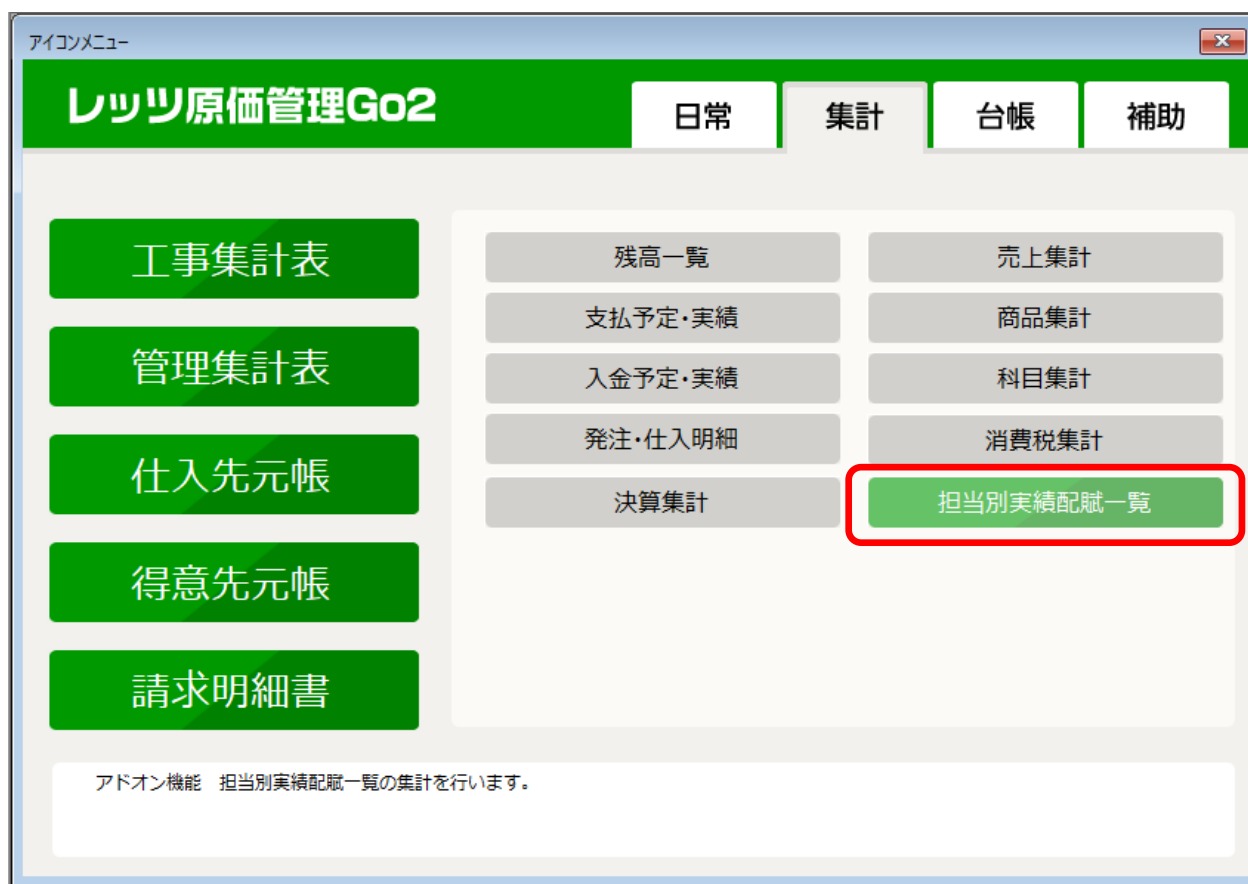 アイコンメニュー
レッツ原価管理Go2
日常
集計
台帳
補助
工事集計表
管理集計表
仕入先元帳
得意先元帳
請求明細書
残高一覧
売上集計
支払予定・実績
商品集計
入金予定・実績
科目集計
発注・仕入明細
消費税集計
決算集計
担当別実績配賦一覧
アドオン機能　担当別実績配賦一覧の集計を行います。